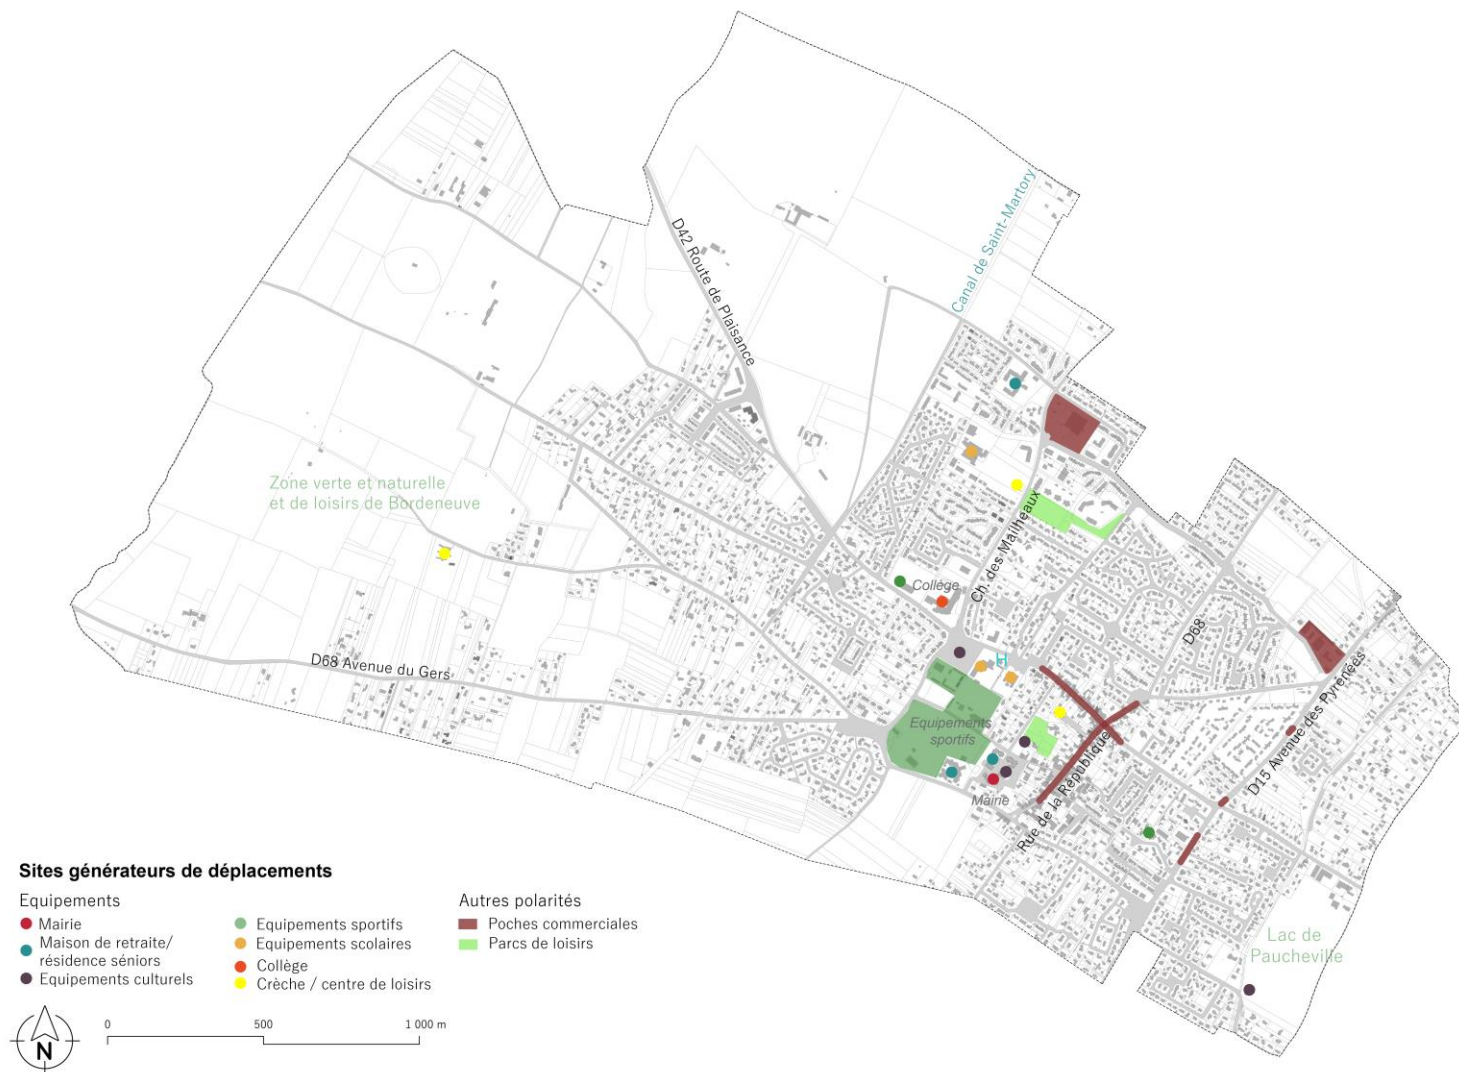 Canal de Saint-Martory
D42 Route de Plaisance
Zone verte et naturelle
et de loisirs de Bordeneuve
Ch. des Mailheaux
Collège
D68
D68 Avenue du Gers
H
D15 Avenue des Pyrénées
Equipements
sportifs
Mairie
Rue de la République
Lac de
Paucheville
Sites générateurs de déplacements
Equipements
Mairie
Maison de retraite/
résidence séniors
Equipements culturels
Equipements sportifs
Equipements scolaires
Collège
Crèche / centre de loisirs
Autres polarités
Poches commerciales
Parcs de loisirs
N
0 500 1 000 m